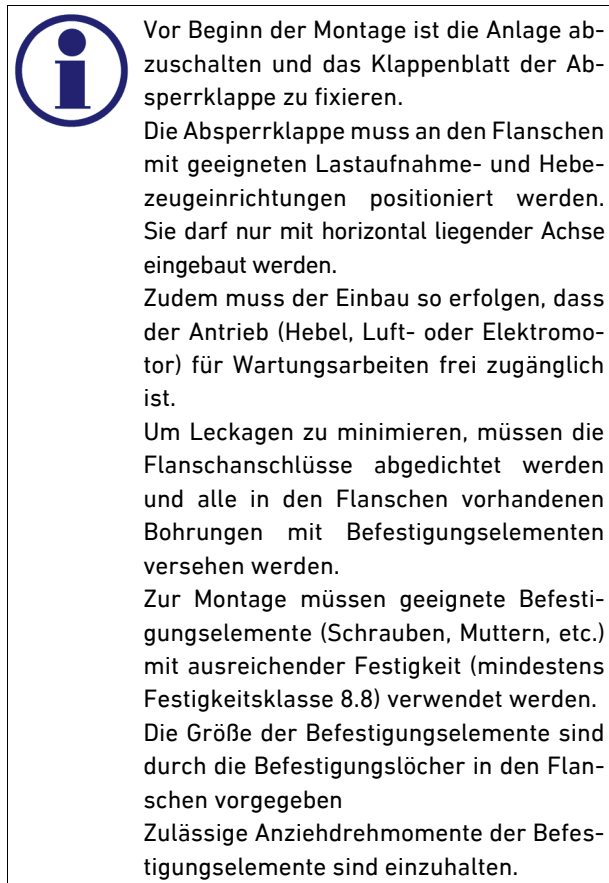 Vor Beginn der Montage ist die Anlage ab-
zuschalten und das Klappenblatt der Ab-
sperrklappe zu fixieren.
Die Absperrklappe muss an den Flanschen
mit geeigneten Lastaufnahme- und Hebe-
zeugeinrichtungen positioniert werden.
Sie darf nur mit horizontal liegender Achse
eingebaut werden.
Zudem muss der Einbau so erfolgen, dass
der Antrieb (Hebel, Luft- oder Elektromo-
tor) für Wartungsarbeiten frei zugänglich
ist.
Um Leckagen zu minimieren, müssen die
Flanschanschlüsse abgedichtet werden
und alle in den Flanschen vorhandenen
Bohrungen mit Befestigungselementen
versehen werden.
Zur Montage müssen geeignete Befesti-
gungselemente (Schrauben, Muttern, etc.)
mit ausreichender Festigkeit (mindestens
Festigkeitsklasse 8.8) verwendet werden.
Die Größe der Befestigungselemente sind
durch die Befestigungslöcher in den Flan-
schen vorgegeben
Zulässige Anziehdrehmomente der Befes-
tigungselemente sind einzuhalten.